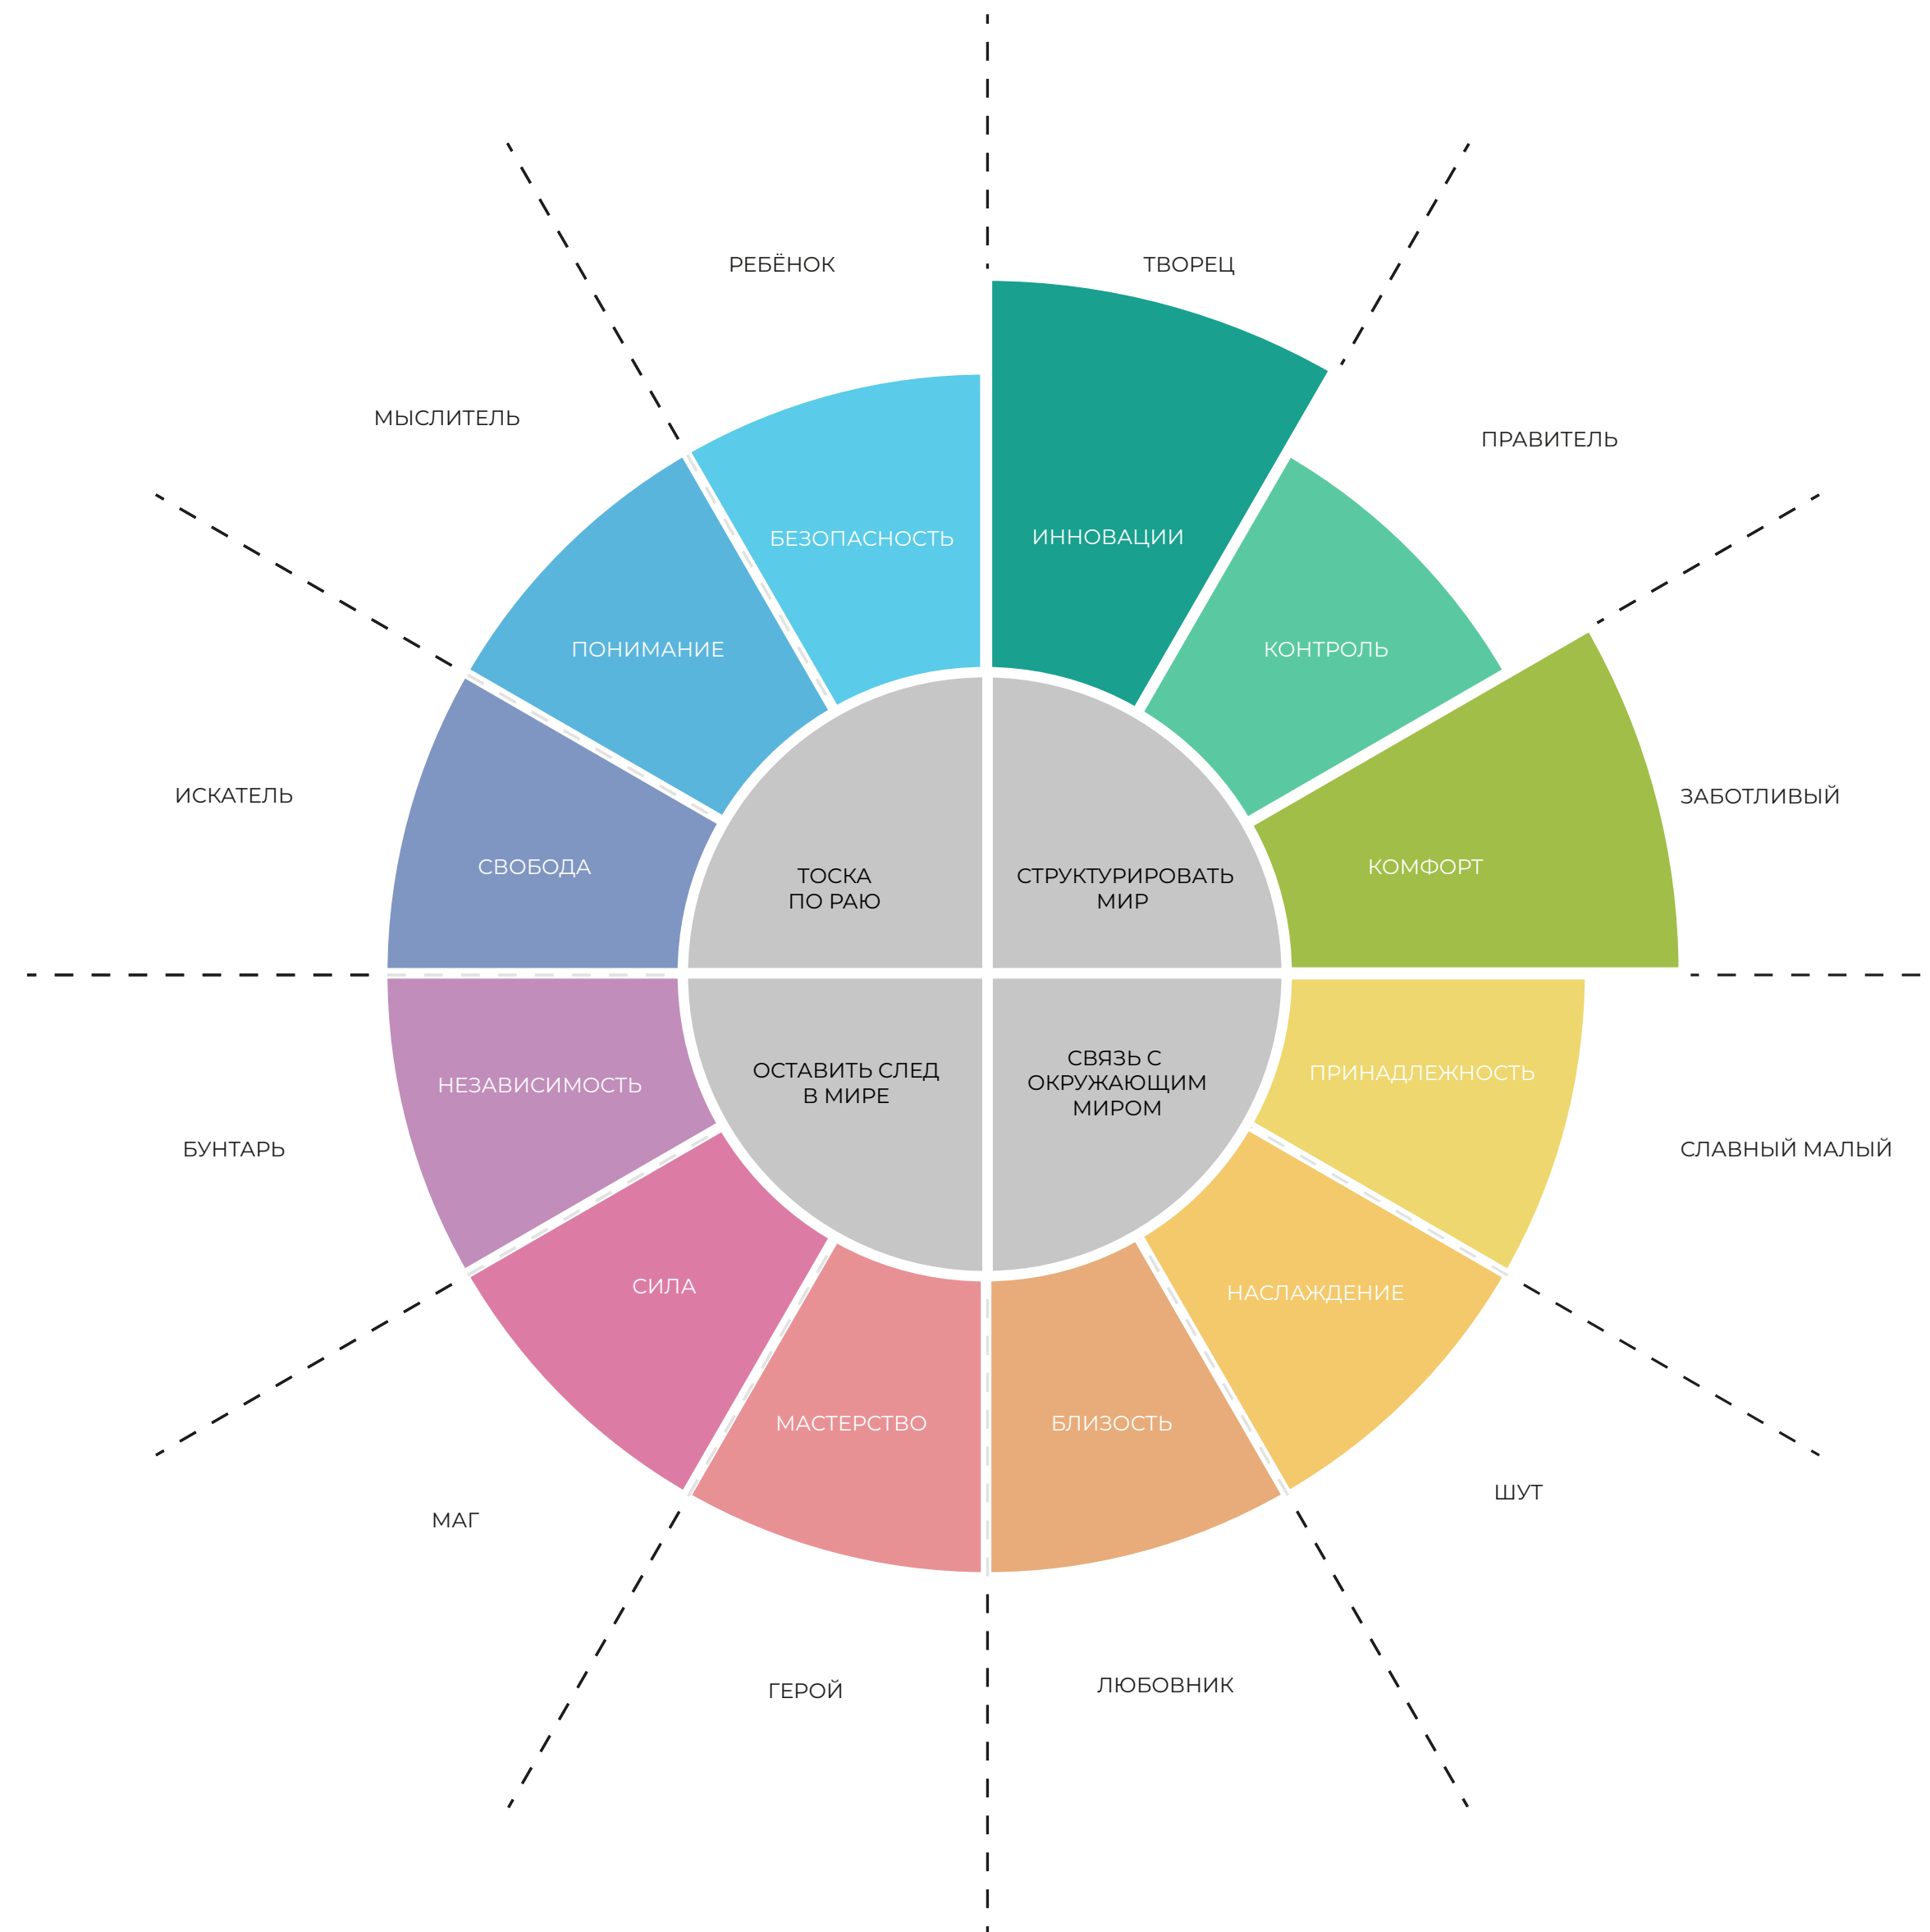 РЕБЁНОК
ТВОРЕЦ
МЫСЛИТЕЛЬ
ПРАВИТЕЛЬ
БЕЗОПАСНОСТЬ
ИННОВАЦИИ
ПОНИМАНИЕ
КОНТРОЛЬ
ИСКАТЕЛЬ
ЗАБОТЛИВЫЙ
СВОБОДА
КОМФОРТ
ТОСКА
ПО РАЮ
СТРУКТУРИРОВАТЬ
МИР
ОСТАВИТЬ СЛЕД
В МИРЕ
СВЯЗЬ С
ОКРУЖАЮЩИМ
МИРОМ
НЕЗАВИСИМОСТЬ
ПРИНАДЛЕЖНОСТЬ
БУНТАРЬ
СЛАВНЫЙ МАЛЫЙ
СИЛА
НАСЛАЖДЕНИЕ
МАСТЕРСТВО
БЛИЗОСТЬ
МАГ
ШУТ
ГЕРОЙ
ЛЮБОВНИК